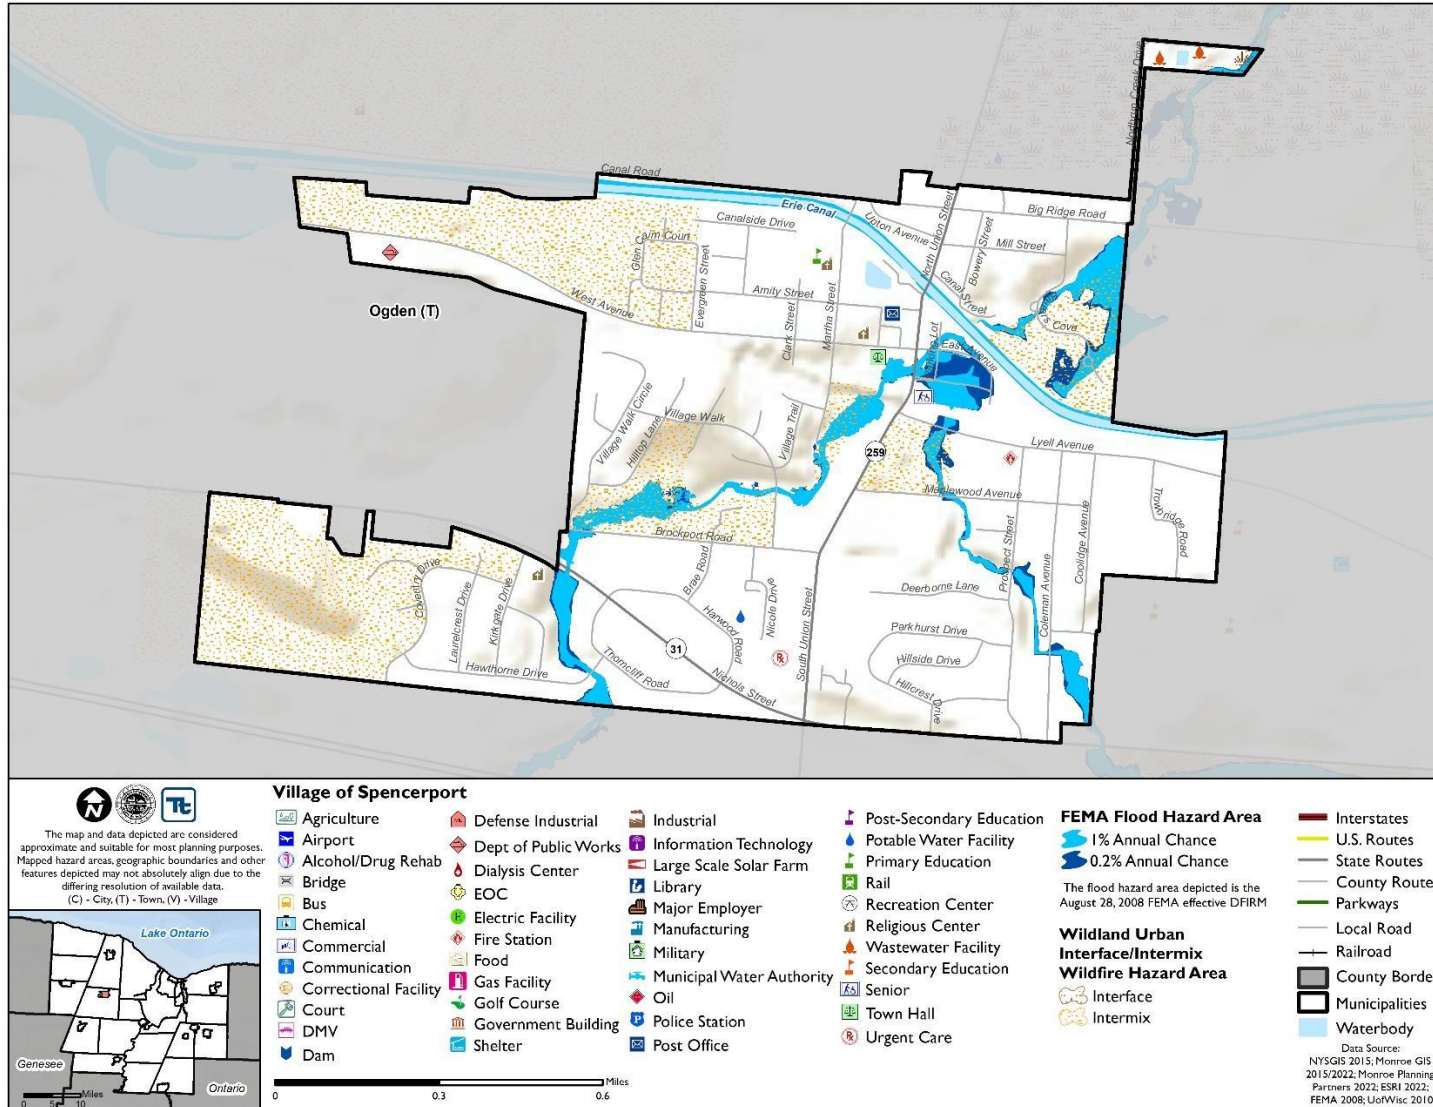 Northrup Creek Drive
Canal Road
Erie Canal
Upton Avenue
North Union Street
Big Ridge Road
Canalside Drive
Bowery Street
Mill Street
Glen Cairn Court
Evergreen Street
Canal Street
Amity Street
West Avenue
Ogden (T)
Clark Street
Martha Street
East Avenue
Cove
Lot
Village Walk Circle
Hilltop Lane
Village Walk
Village Trail
259
Lyell Avenue
Maplewood Avenue
Trowbridge Road
Brockport Road
Prospect Street
Coolidge Avenue
Coleman Avenue
Coventry Drive
Laurelcrest Drive
Kirkgate Drive
Brae Road
Harwood Road
Nicole Drive
South Union Street
Deerborne Lane
Parkhurst Drive
Hillside Drive
Hillcrest Drive
31
Hawthorne Drive
Thorncliff Road
Nichols Street
N
Tt
The map and data depicted are considered
approximate and suitable for most planning purposes.
Mapped hazard areas, geographic boundaries and other
features depicted may not absolutely align due to the
differing resolution of available data.
(C) - City, (T) - Town, (V) - Village
Lake Ontario
Genesee
Ontario
Miles
0 5 10
Village of Spencerport
Agriculture
Airport
Alcohol/Drug Rehab
Bridge
Bus
Chemical
Commercial
Communication
Correctional Facility
Court
DMV
Dam
Defense Industrial
Dept of Public Works
Dialysis Center
EOC
Electric Facility
Fire Station
Food
Gas Facility
Golf Course
Government Building
Shelter
Industrial
Information Technology
Large Scale Solar Farm
Library
Major Employer
Manufacturing
Military
Municipal Water Authority
Oil
Police Station
Post Office
Post-Secondary Education
Potable Water Facility
Primary Education
Rail
Recreation Center
Religious Center
Wastewater Facility
Secondary Education
Senior
Town Hall
Urgent Care
Miles
0 0.3 0.6
FEMA Flood Hazard Area
1% Annual Chance
0.2% Annual Chance
The flood hazard area depicted is the
August 28, 2008 FEMA effective DFIRM
Wildland Urban
Interface/Intermix
Wildfire Hazard Area
Interface
Intermix
Interstates
U.S. Routes
State Routes
County Route
Parkways
Local Road
Railroad
County Borde
Municipalities
Waterbody
Data Source:
NYSGIS 2015; Monroe GIS
2015/2022; Monroe Planning
Partners 2022; ESRI 2022;
FEMA 2008; UofWisc 2010